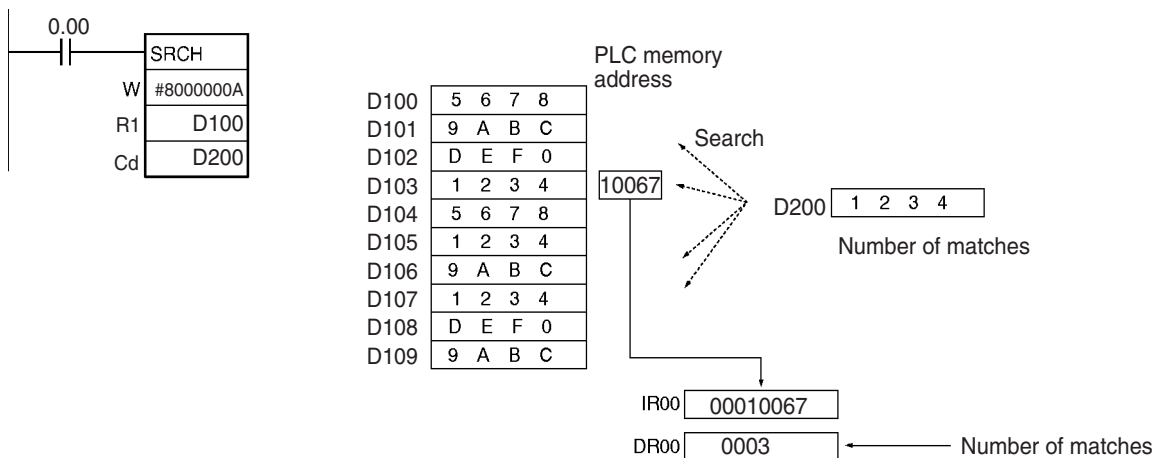 0.00
SRCH
W #8000000A
R1 D100
Cd D200
PLC memory
address
D100 5 6 7 8
D101 9 A B C
D102 D E F 0
D103 1 2 3 4
D104 5 6 7 8
D105 1 2 3 4
D106 9 A B C
D107 1 2 3 4
D108 D E F 0
D109 9 A B C
10067
Search
D200 1 2 3 4
Number of matches
IR00 00010067
DR00 0003 Number of matches